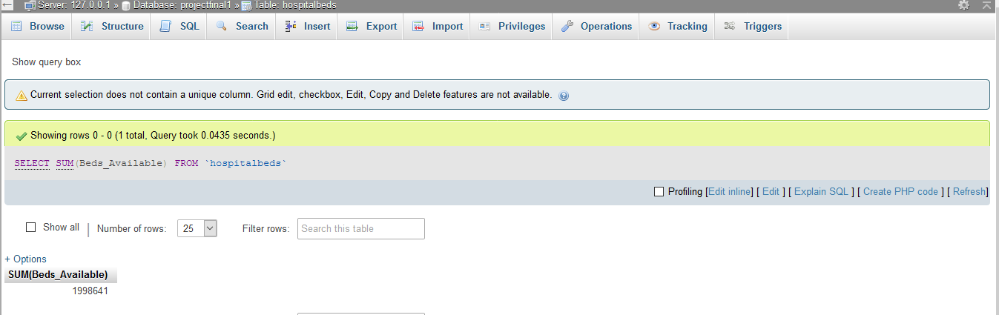 Server: 127.0.0.1 » Database: projectfinal1 » Table: hospitalbeds
Browse Structure SQL Search Insert Export Import Privileges Operations Tracking Triggers
Show query box
Current selection does not contain a unique column. Grid edit, checkbox, Edit, Copy and Delete features are not available.
Showing rows 0 - 0 (1 total, Query took 0.0435 seconds.)
SELECT SUM(Beds_Available) FROM `hospitalbeds`
Profiling [Edit inline] [ Edit ] [ Explain SQL ] [ Create PHP code ] [ Refresh]
Show all | Number of rows: 25 Filter rows: Search this table
+ Options
SUM(Beds_Available)
1998641